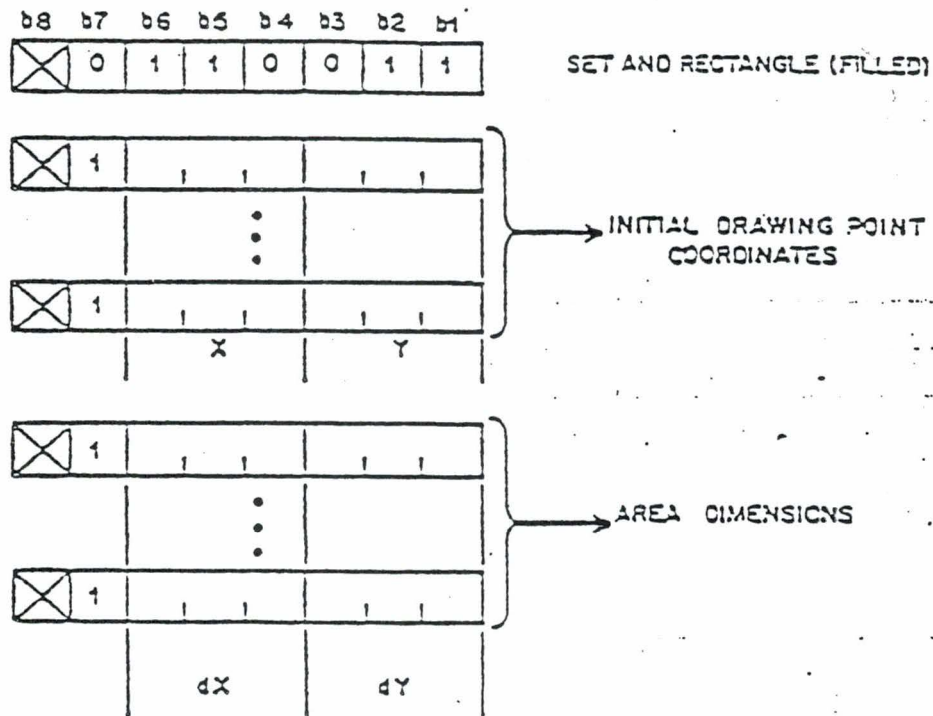 b8 b7 b6 b5 b4 b3 b2 b1
0 1 1 0 0 1 1 SET AND RECTANGLE (FILLED)
1
INITIAL DRAWING POINT
COORDINATES
1
X Y
1
AREA DIMENSIONS
1
dX dY